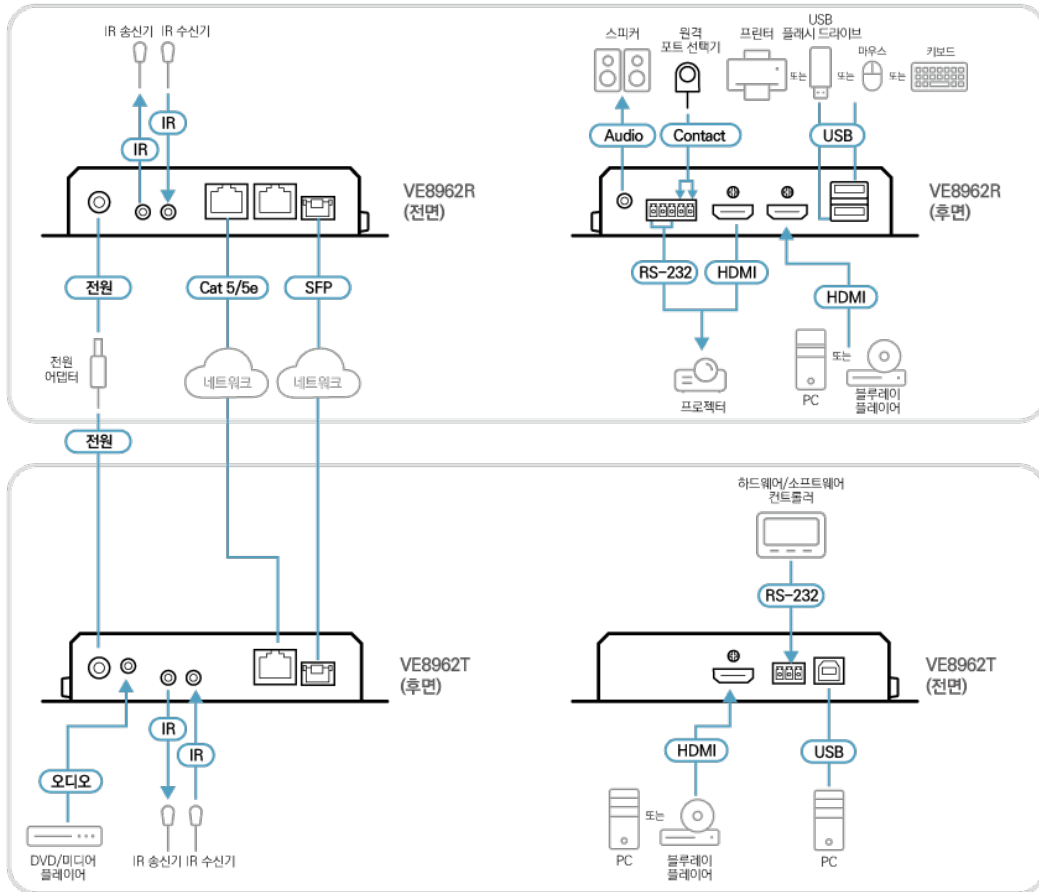 IR 송신기 IR 수신기
IR
IR
VE8962R
(전면)
전원
Cat 5/5e
SFP
전원
어댑터
네트워크
네트워크
전원
스피커
원격
포트 선택기
프린터
또는
USB
플래시 드라이브
또는
마우스
또는
키보드
Audio
Contact
USB
VE8962R
(후면)
RS-232
HDMI
HDMI
프로젝터
PC
또는
블루레이
플레이어
VE8962T
(후면)
IR
IR
오디오
DVD/미디어
플레이어
IR 송신기 IR 수신기
하드웨어/소프트웨어
컨트롤러
RS-232
VE8962T
(전면)
HDMI
USB
PC
또는
블루레이
플레이어
PC